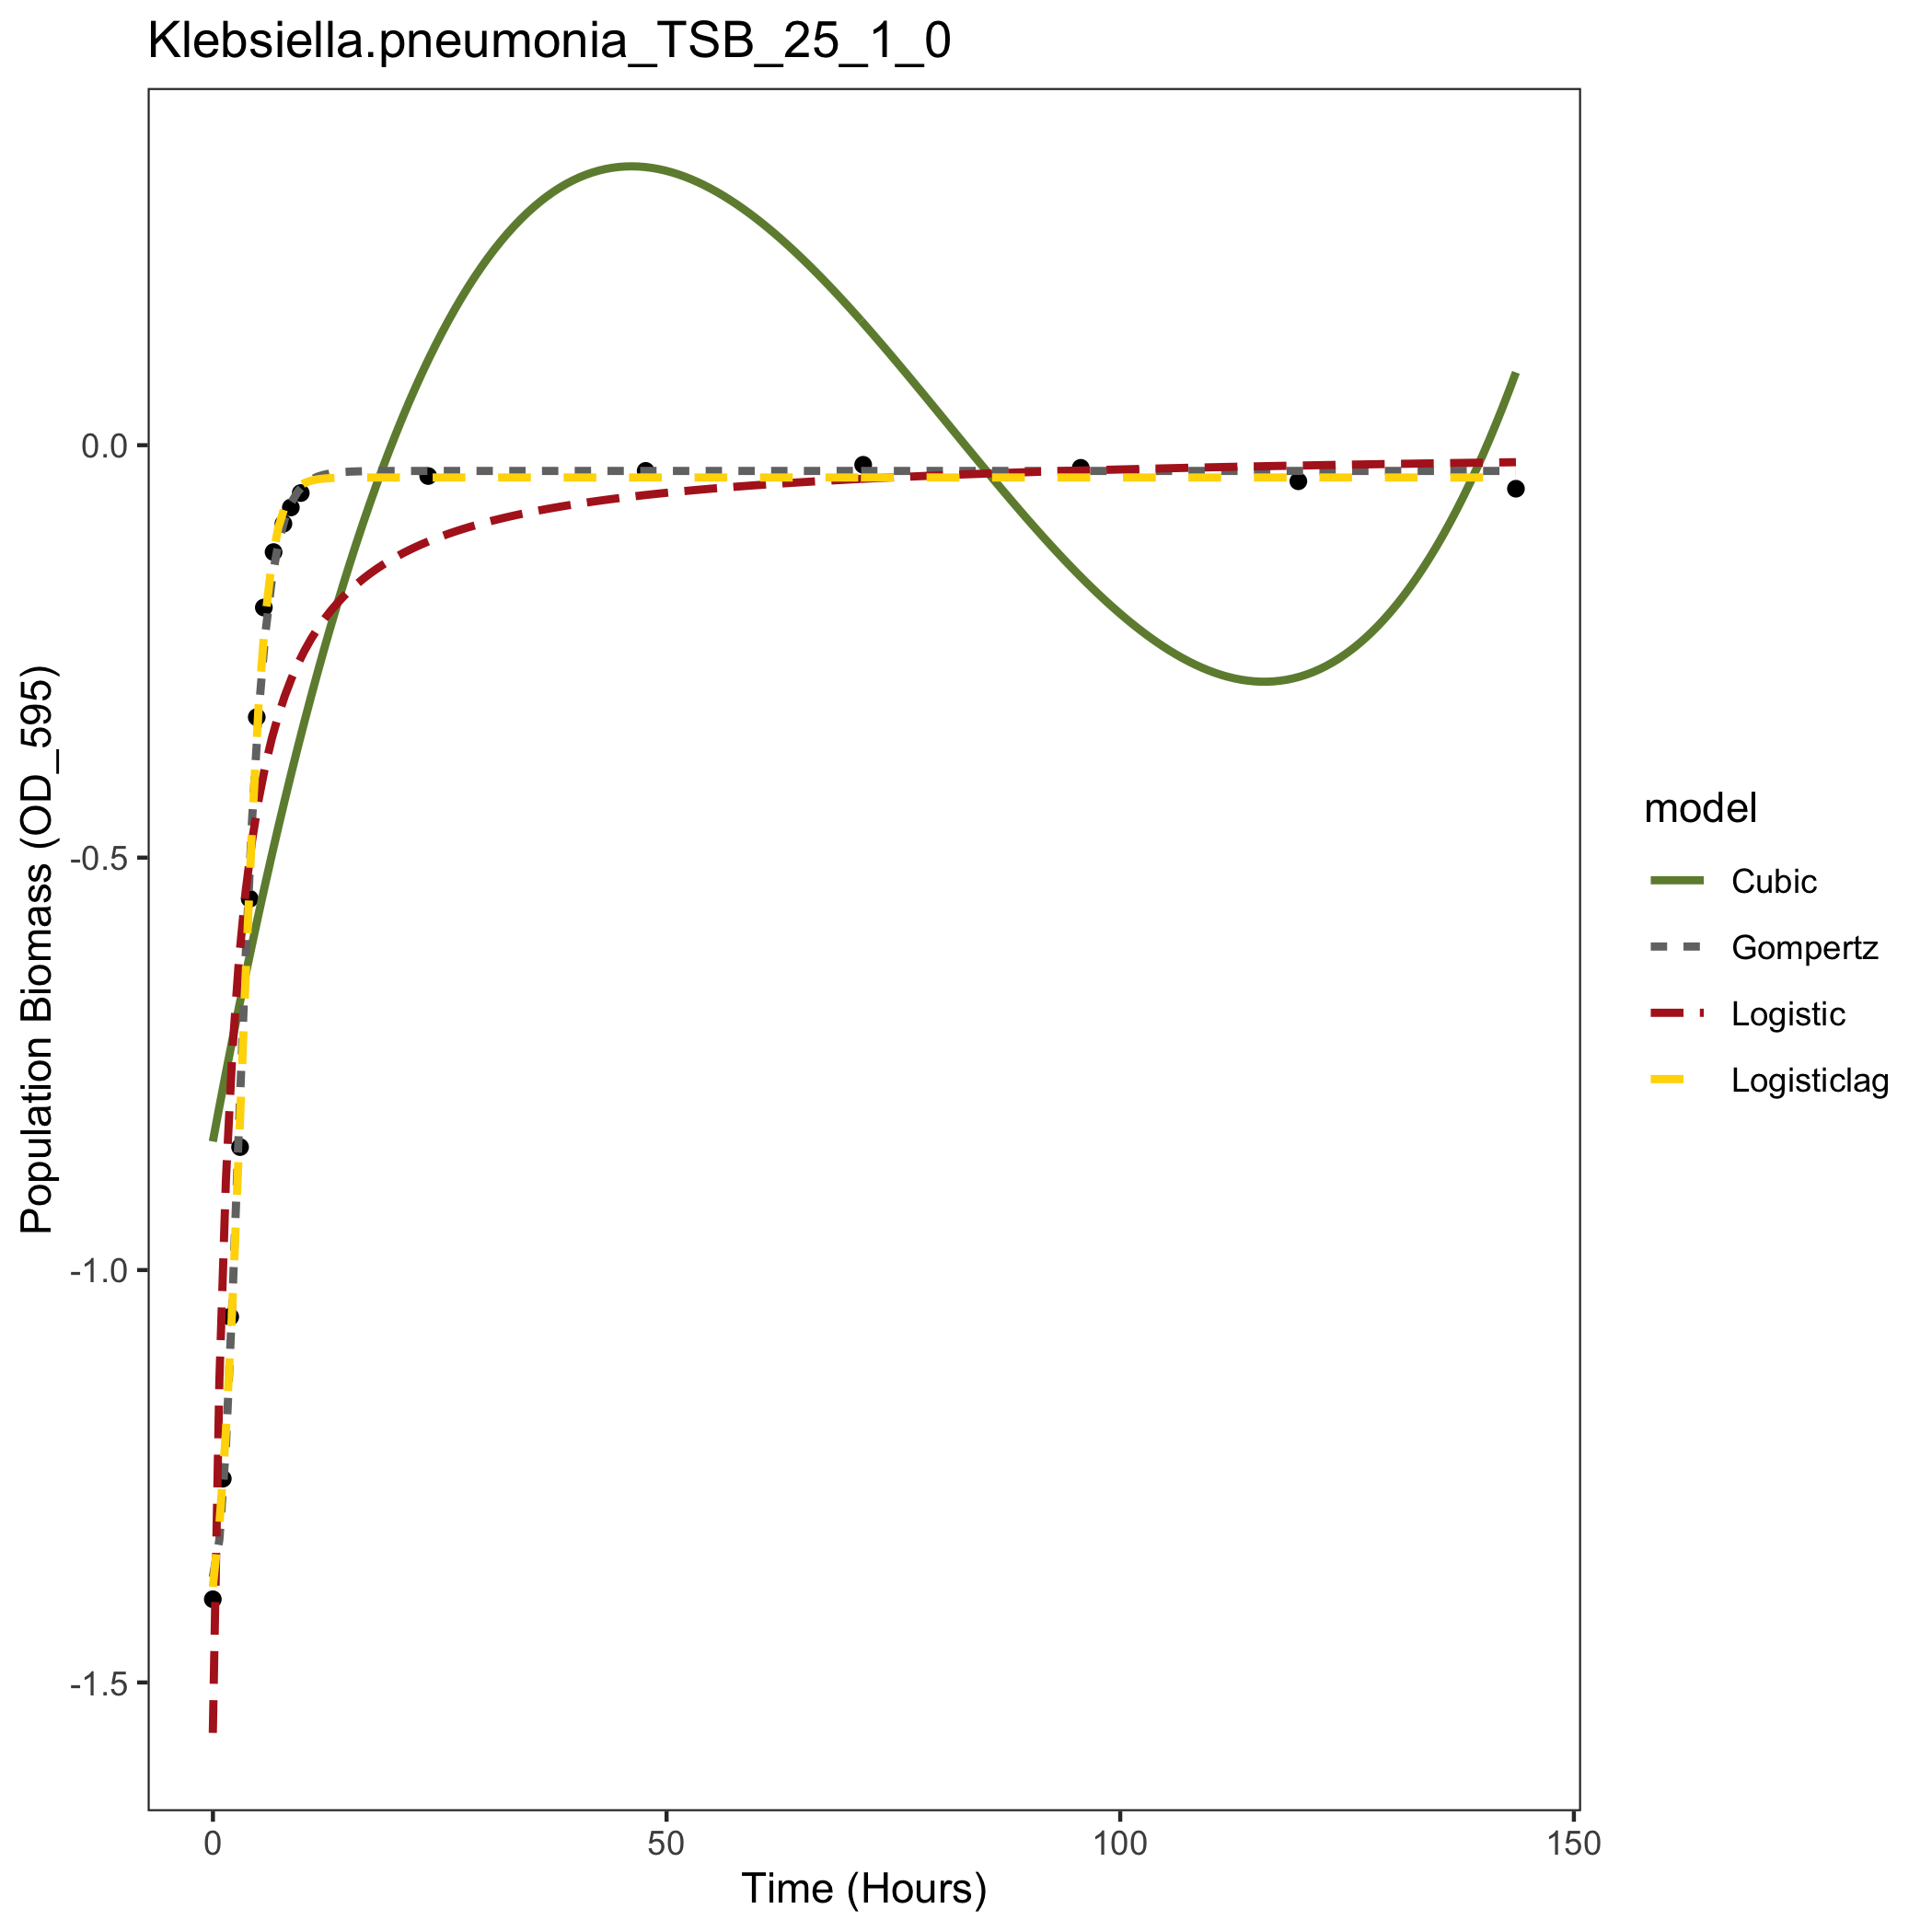 Klebsiella.pneumonia_TSB_25_1_0
Population Biomass (OD_595)
0.0
-0.5
-1.0
-1.5
0
50
100
150
Time (Hours)
model
Cubic
Gompertz
Logistic
Logisticlag